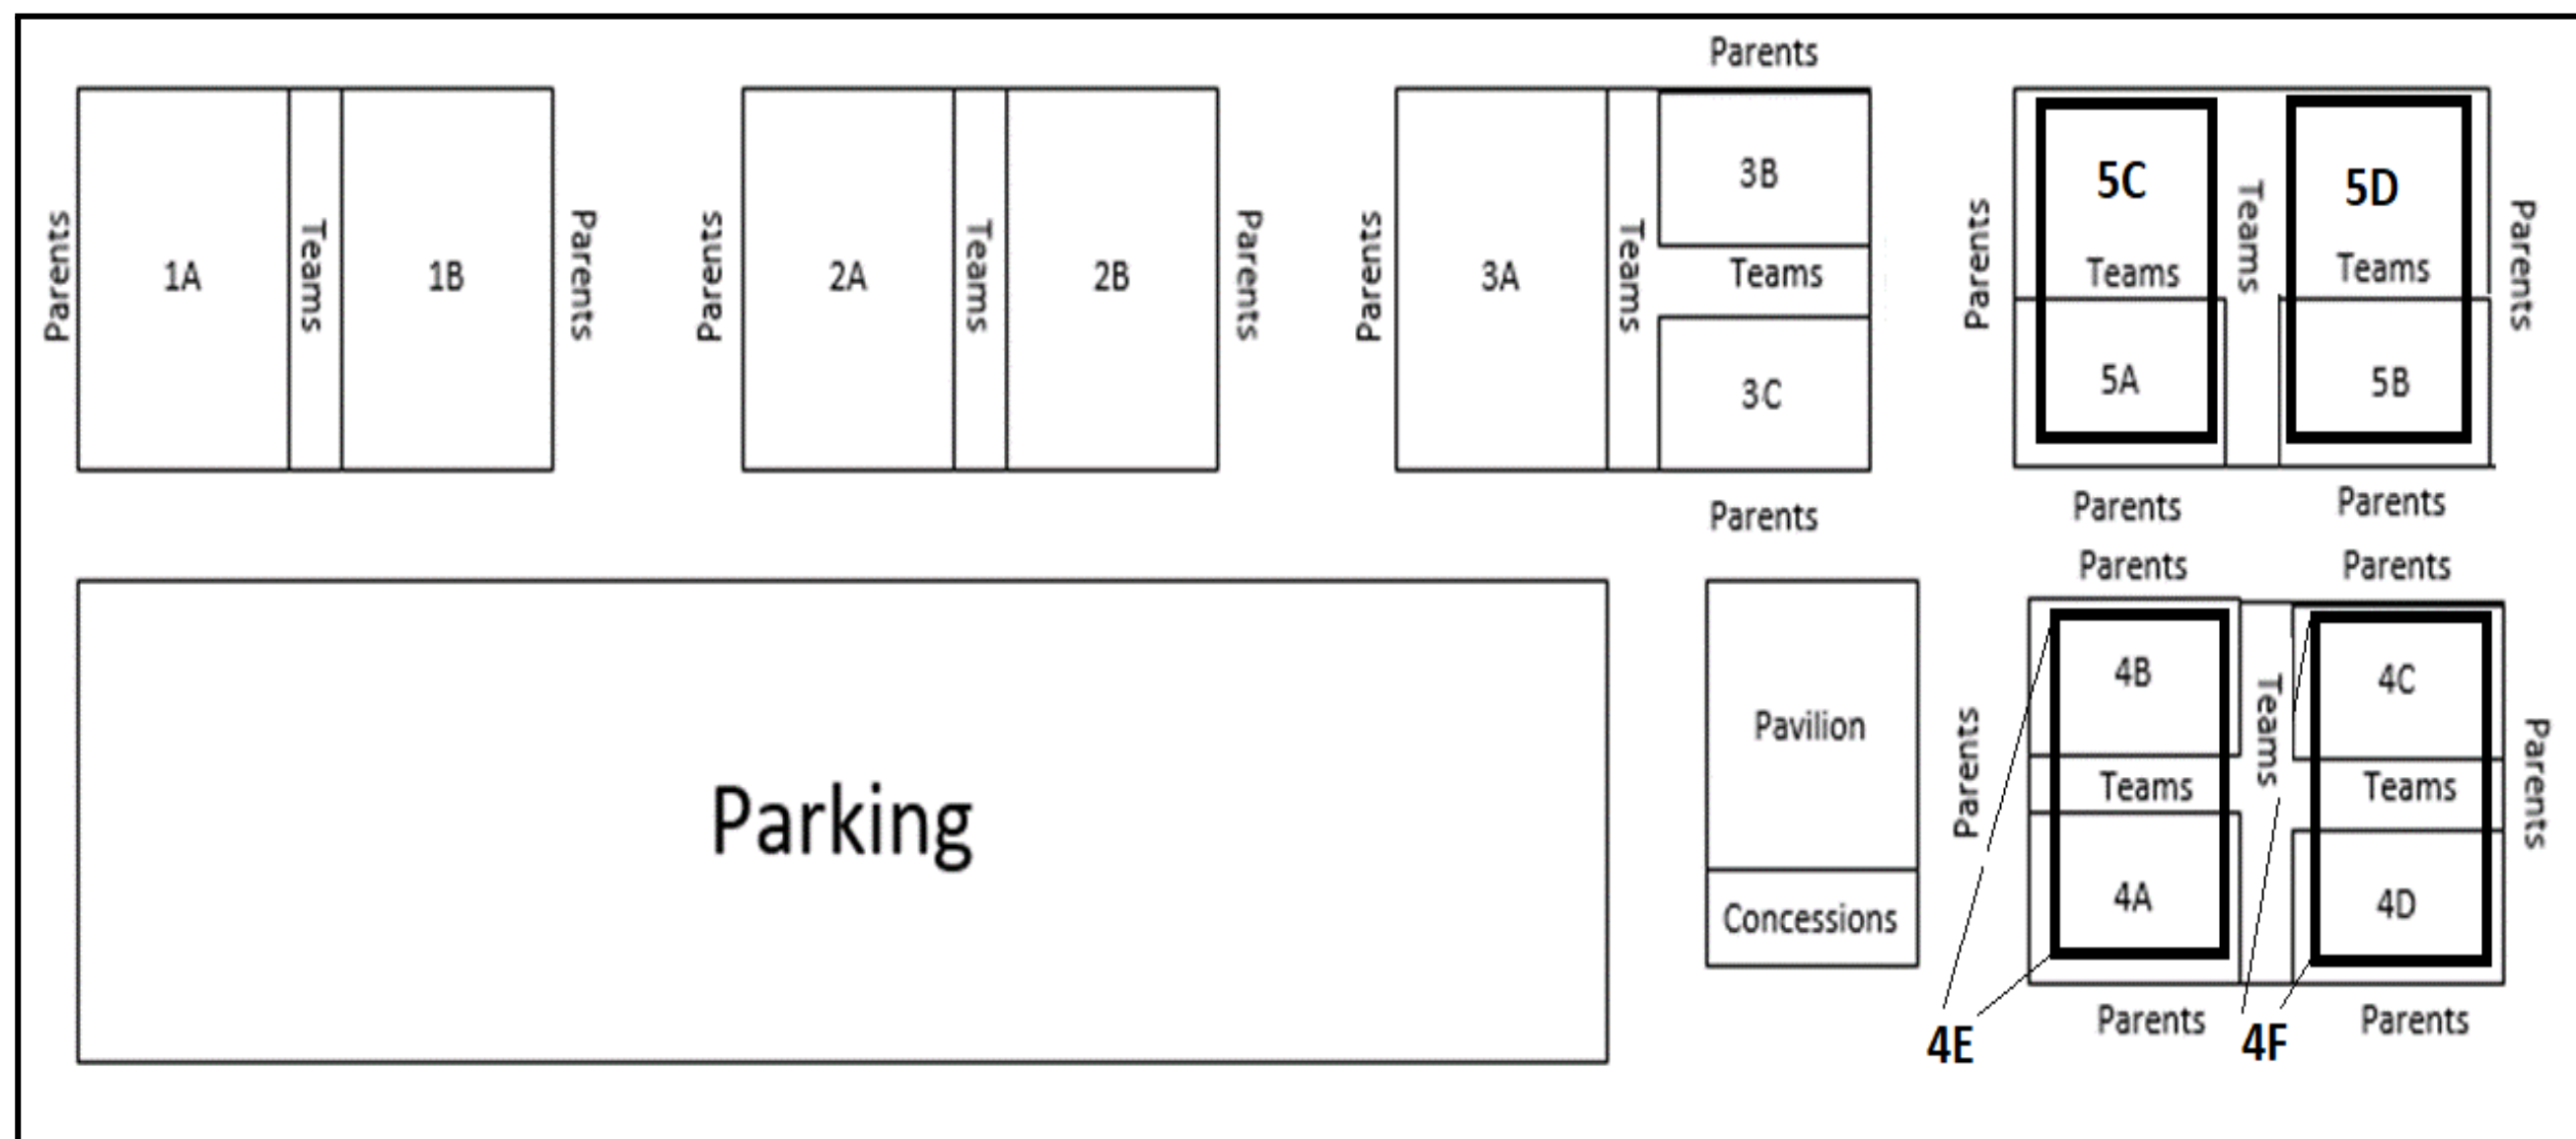 Parents
Parents
1A
Teams
1B
Parents
Parents
2A
Teams
2B
Parents
Parents
3A
Teams
3B
Teams
3C
Parents
Parents
5C
Teams
5A
Teams
5D
Teams
5B
Parents
Parents
Parents
Parking
Pavilion
Concessions
Parents
Parents
Parents
4B
Teams
4A
Teams
4C
Teams
4D
Parents
4E
Parents
4F
Parents